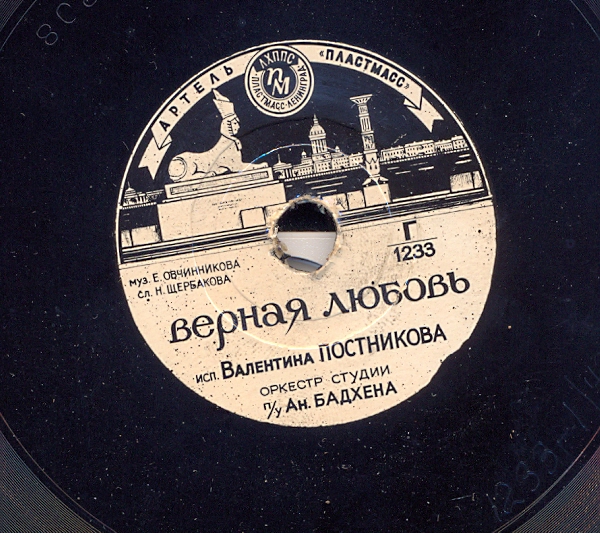 АРТЕЛЬ «ПЛАСТМАСС»
ЛХППС
ПМ
"ПЛАСТМАСС-ЛЕНИНГРАД"
Г
1233
муз. Е. ОВЧИННИКОВА
сл. Н. ЩЕРБАКОВА
верная любовь
исп. ВАЛЕНТИНА ПОСТНИКОВА
ОРКЕСТР СТУДИИ
п/у АН. БАДХЕНА